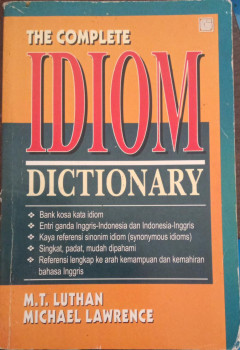 THE COMPLETE
IDIOM
DICTIONARY
❖ Bank kosa kata idiom
❖ Entri ganda Inggris-Indonesia dan Indonesia-Inggris
❖ Kaya referensi sinonim idiom (synonymous idioms)
❖ Singkat, padat, mudah dipahami
❖ Referensi lengkap ke arah kemampuan dan kemahiran
bahasa Inggris
M.T. LUTHAN
MICHAEL LAWRENCE